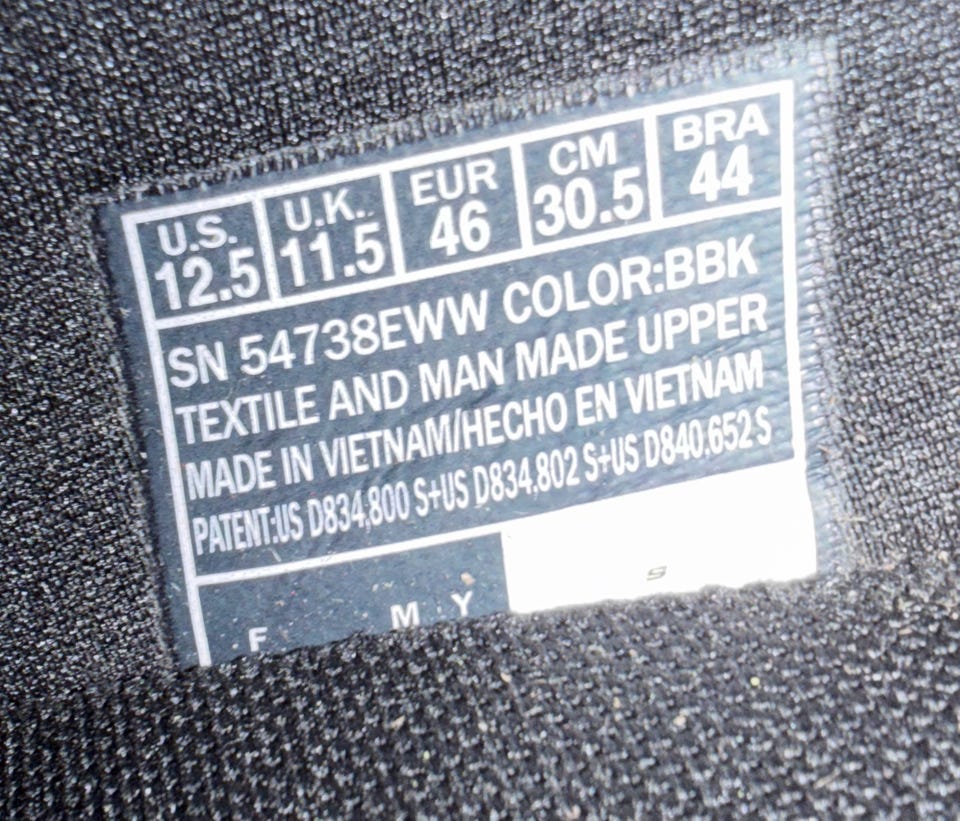 U.S. U.K. EUR CM BRA
12.5 11.5 46 30.5 44
SN 54738EWW COLOR:BBK
TEXTILE AND MAN MADE UPPER
MADE IN VIETNAM/HECHO EN VIETNAM
PATENT:US D834,800 S+US D834,802 S+US D840,652 S
F M Y S